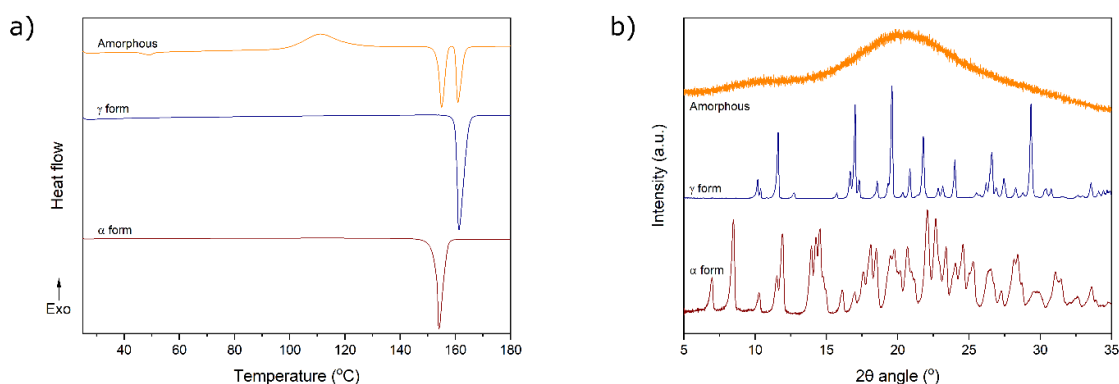 a)
Amorphous
γ form
α form
Heat flow
Exo
40 60 80 100 120 140 160 180
Temperature (°C)
b)
Amorphous
γ form
α form
Intensity (a.u.)
5 10 15 20 25 30 35
2θ angle (°)